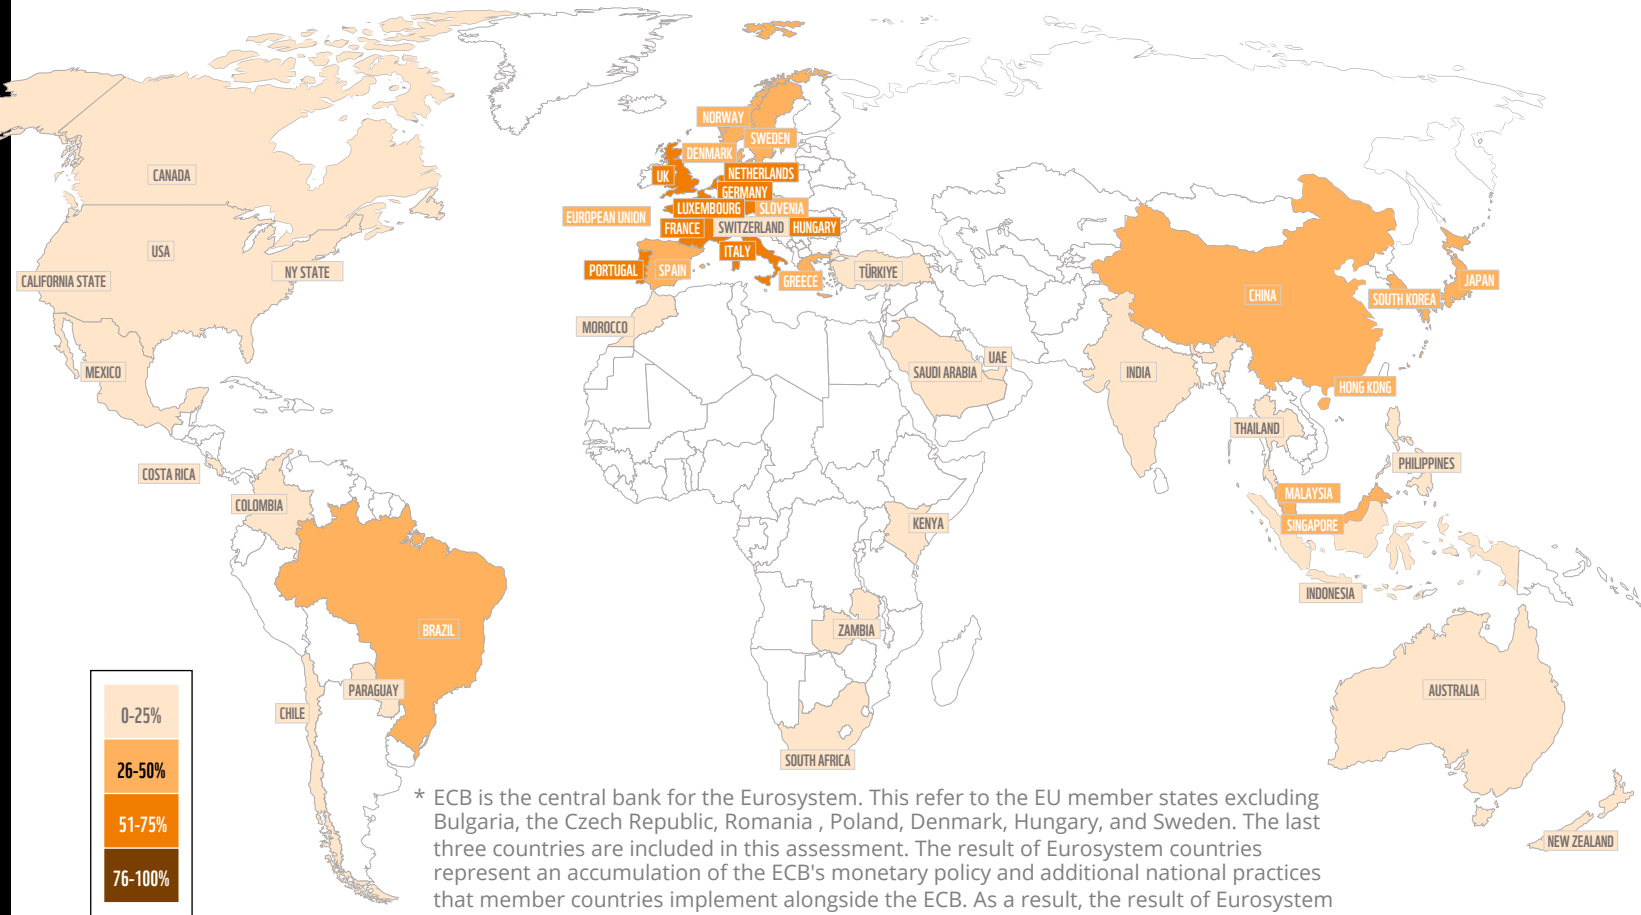 NORWAY
SWEDEN
DENMARK
CANADA
UK
NETHERLANDS
GERMANY
LUXEMBOURG
SLOVENIA
EUROPEAN UNION
FRANCE
SWITZERLAND
HUNGARY
USA
ITALY
CALIFORNIA STATE
NY STATE
PORTUGAL
SPAIN
GREECE
TÜRKIYE
JAPAN
CHINA
SOUTH KOREA
MOROCCO
UAE
MEXICO
SAUDI ARABIA
INDIA
HONG KONG
THAILAND
PHILIPPINES
COSTA RICA
COLOMBIA
MALAYSIA
KENYA
SINGAPORE
INDONESIA
BRAZIL
ZAMBIA
PARAGUAY
AUSTRALIA
CHILE
SOUTH AFRICA
NEW ZEALAND
0-25%
26-50%
51-75%
76-100%
* ECB is the central bank for the Eurosystem. This refer to the EU member states excluding
Bulgaria, the Czech Republic, Romania , Poland, Denmark, Hungary, and Sweden. The last
three countries are included in this assessment. The result of Eurosystem countries
represent an accumulation of the ECB's monetary policy and additional national practices
that member countries implement alongside the ECB. As a result, the result of Eurosystem